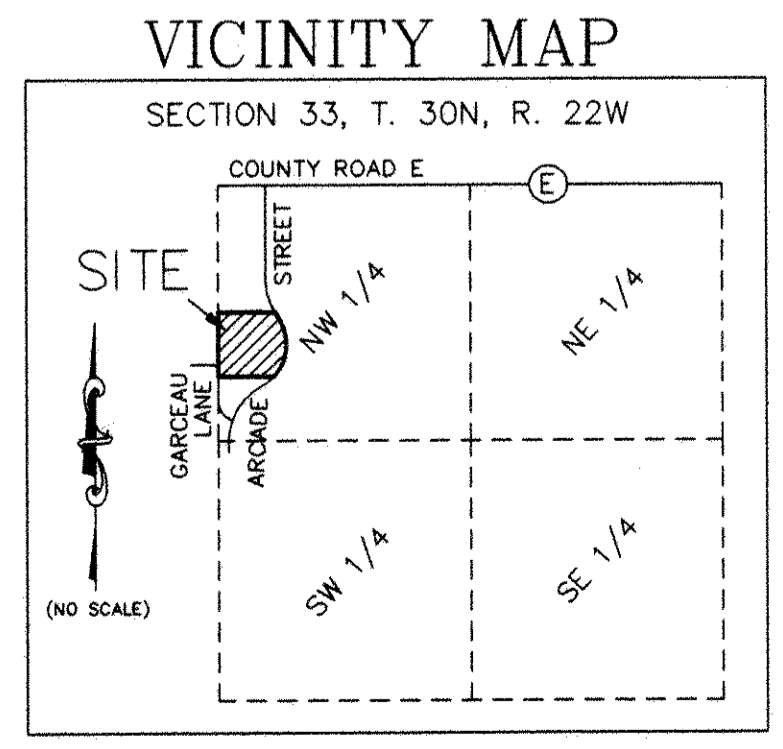 VICINITY MAP
SECTION 33, T. 30N, R. 22W
COUNTY ROAD E
E
STREET
SITE
NW 1/4
NE 1/4
GARCEAU
LANE
ARCADE
SW 1/4
SE 1/4
(NO SCALE)